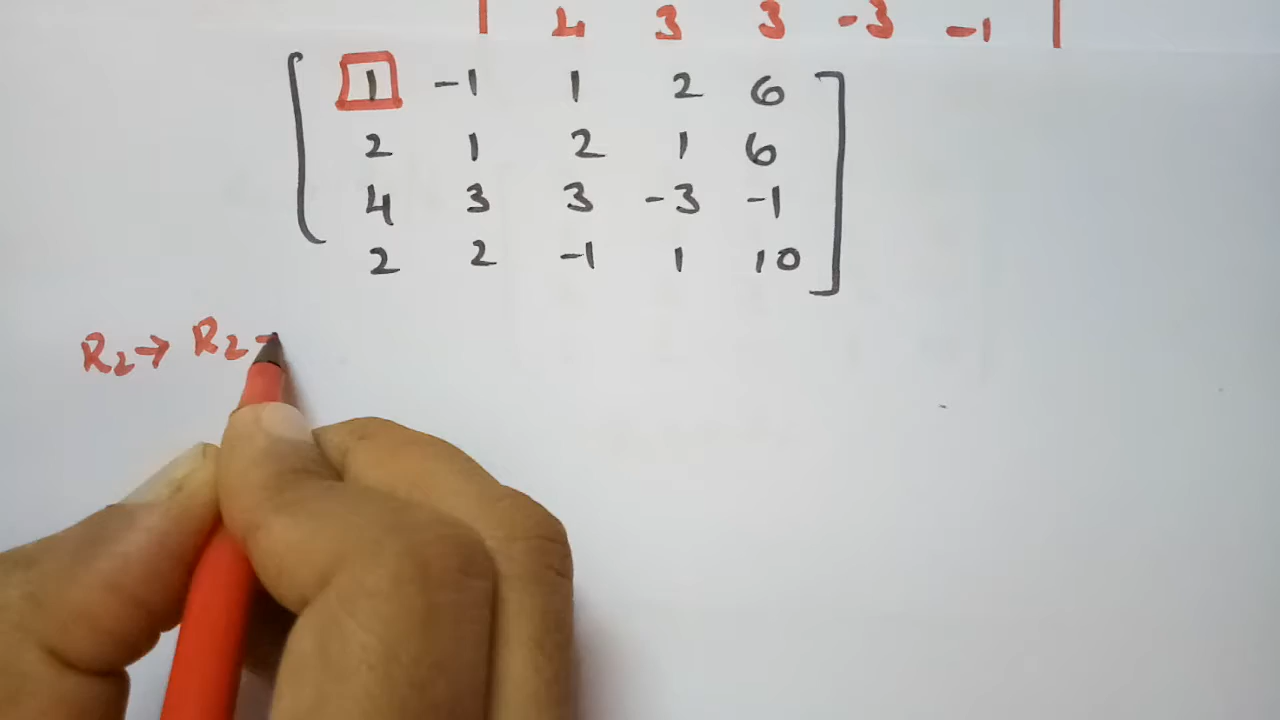 4 3 3 -3 -1
1 -1 1 2 6
2 1 2 1 6
4 3 3 -3 -1
2 2 -1 1 10
R2→ R2 -